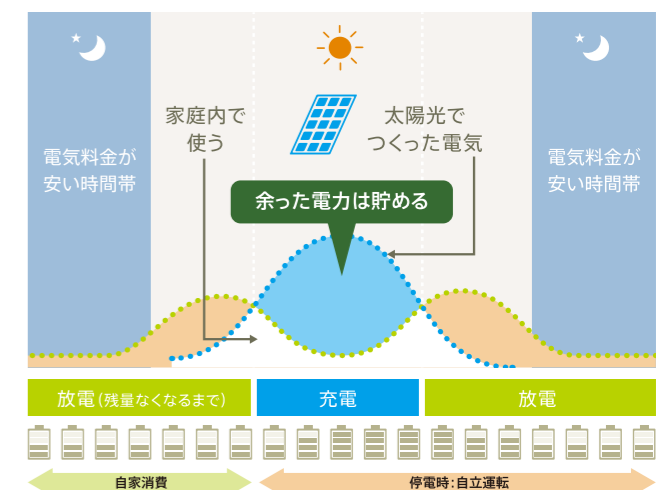 家庭内で
使う
太陽光で
つくった電気
電気料金が
安い時間帯
電気料金が
安い時間帯
余った電力は貯める
放電(残量なくなるまで)
充電
放電
自家消費
停電時:自立運転